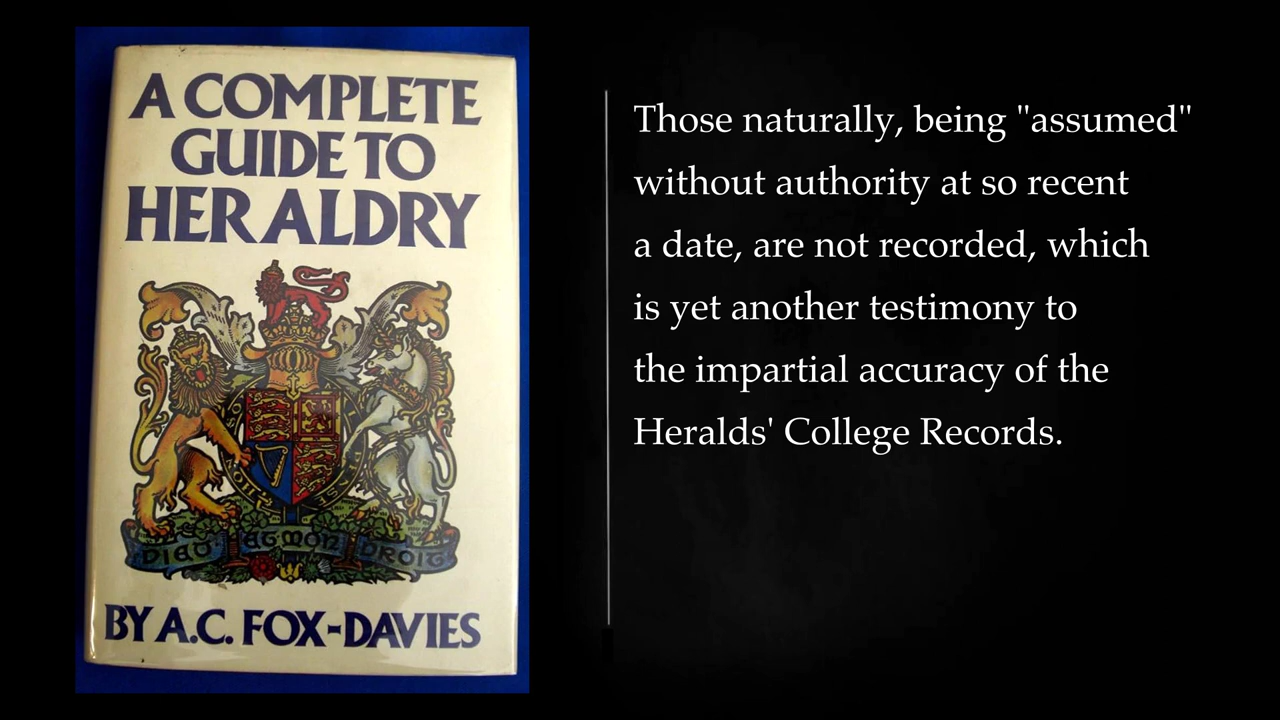 A COMPLETE
GUIDE TO
HERALDRY
DIEU ET MON DROIT
BY A.C. FOX-DAVIES
Those naturally, being "assumed"
without authority at so recent
a date, are not recorded, which
is yet another testimony to
the impartial accuracy of the
Heralds' College Records.